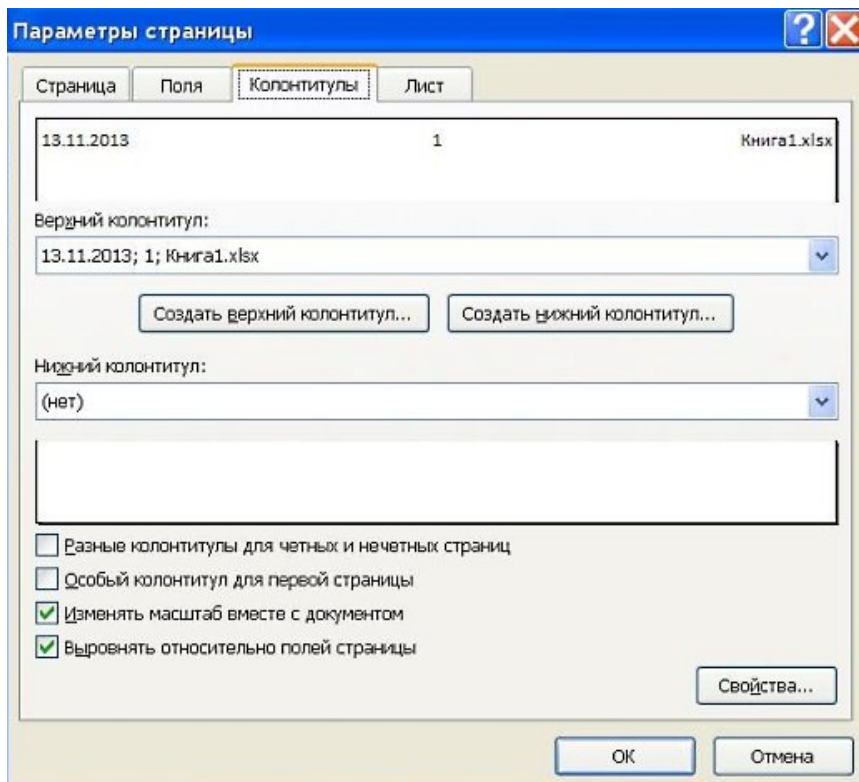 Параметры страницы
Страница Поля Колонтитулы Лист
13.11.2013 1 Книга1.xlsx
Верхний колонтитул:
13.11.2013; 1; Книга1.xlsx
Создать верхний колонтитул... Создать нижний колонтитул...
Нижний колонтитул:
(нет)
Разные колонтитулы для четных и нечетных страниц
Особый колонтитул для первой страницы
Изменять масштаб вместе с документом
Выровнять относительно полей страницы
Свойства...
ОК Отмена